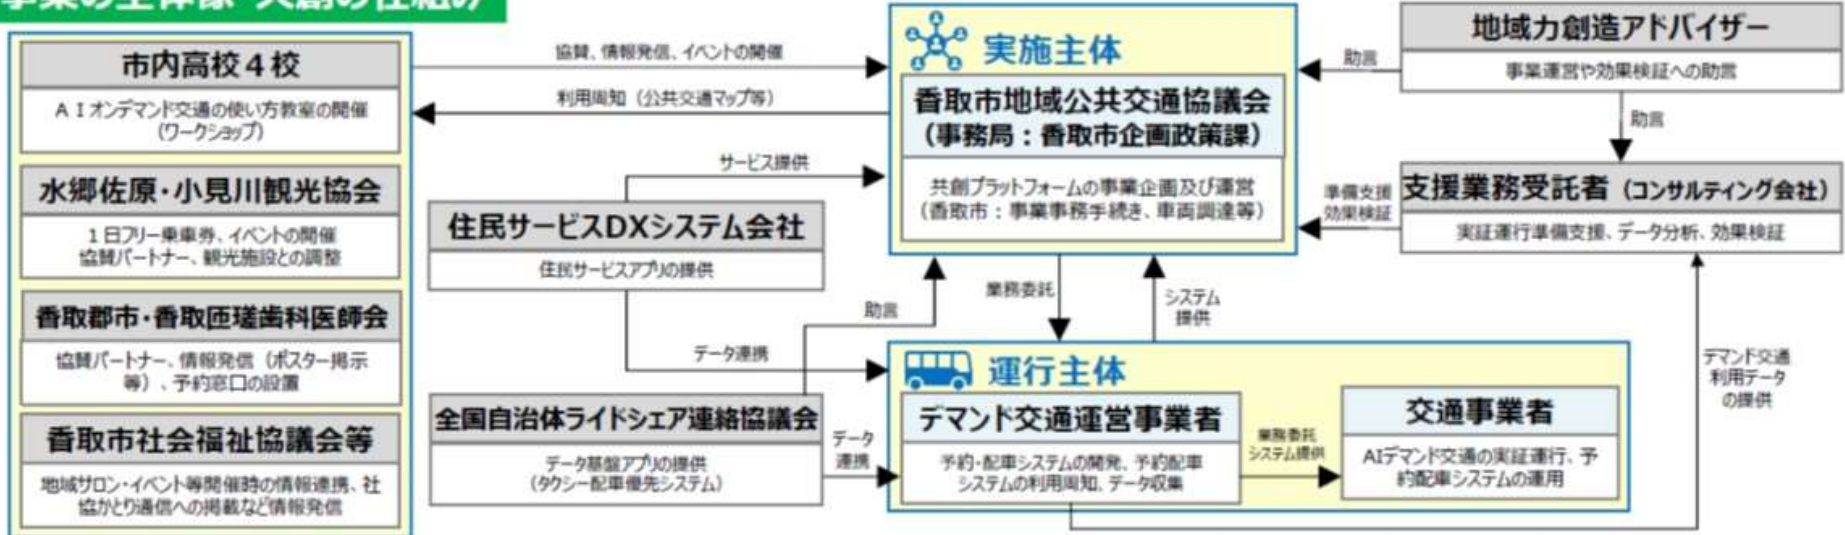 事業の全体像・共創の仕組み
市内高校4校
AIオンデマンド交通の使い方教室の開催
（ワークショップ）
水郷佐原・小見川観光協会
1日フリー乗車券、イベントの開催
協賛パートナー、観光施設との調整
香取郡市・香取匝瑳歯科医師会
協賛パートナー、情報発信（ポスター掲示
等）、予約窓口の設置
香取市社会福祉協議会等
地域サロン・イベント等開催時の情報連携、社
協かとり通信への掲載など情報発信
協賛、情報発信、イベントの開催
利用周知（公共交通マップ等）
サービス提供
住民サービスDXシステム会社
住民サービスアプリの提供
データ連携
助言
全国自治体ライドシェア連絡協議会
データ基盤アプリの提供
（タクシー配車優先システム）
データ
連携
実施主体
香取市地域公共交通協議会
（事務局：香取市企画政策課）
共創プラットフォームの事業企画及び運営
（香取市：事業事務手続き、車両調達等）
業務委託
システム
提供
運行主体
デマンド交通運営事業者
予約・配車システムの開発、予約配車
システムの利用周知、データ収集
業務委託
システム提供
交通事業者
AIデマンド交通の実証運行、予
約配車システムの運用
助言
地域力創造アドバイザー
事業運営や効果検証への助言
助言
準備支援
効果検証
支援業務受託者（コンサルティング会社）
実証運行準備支援、データ分析、効果検証
デマンド交通
利用データ
の提供